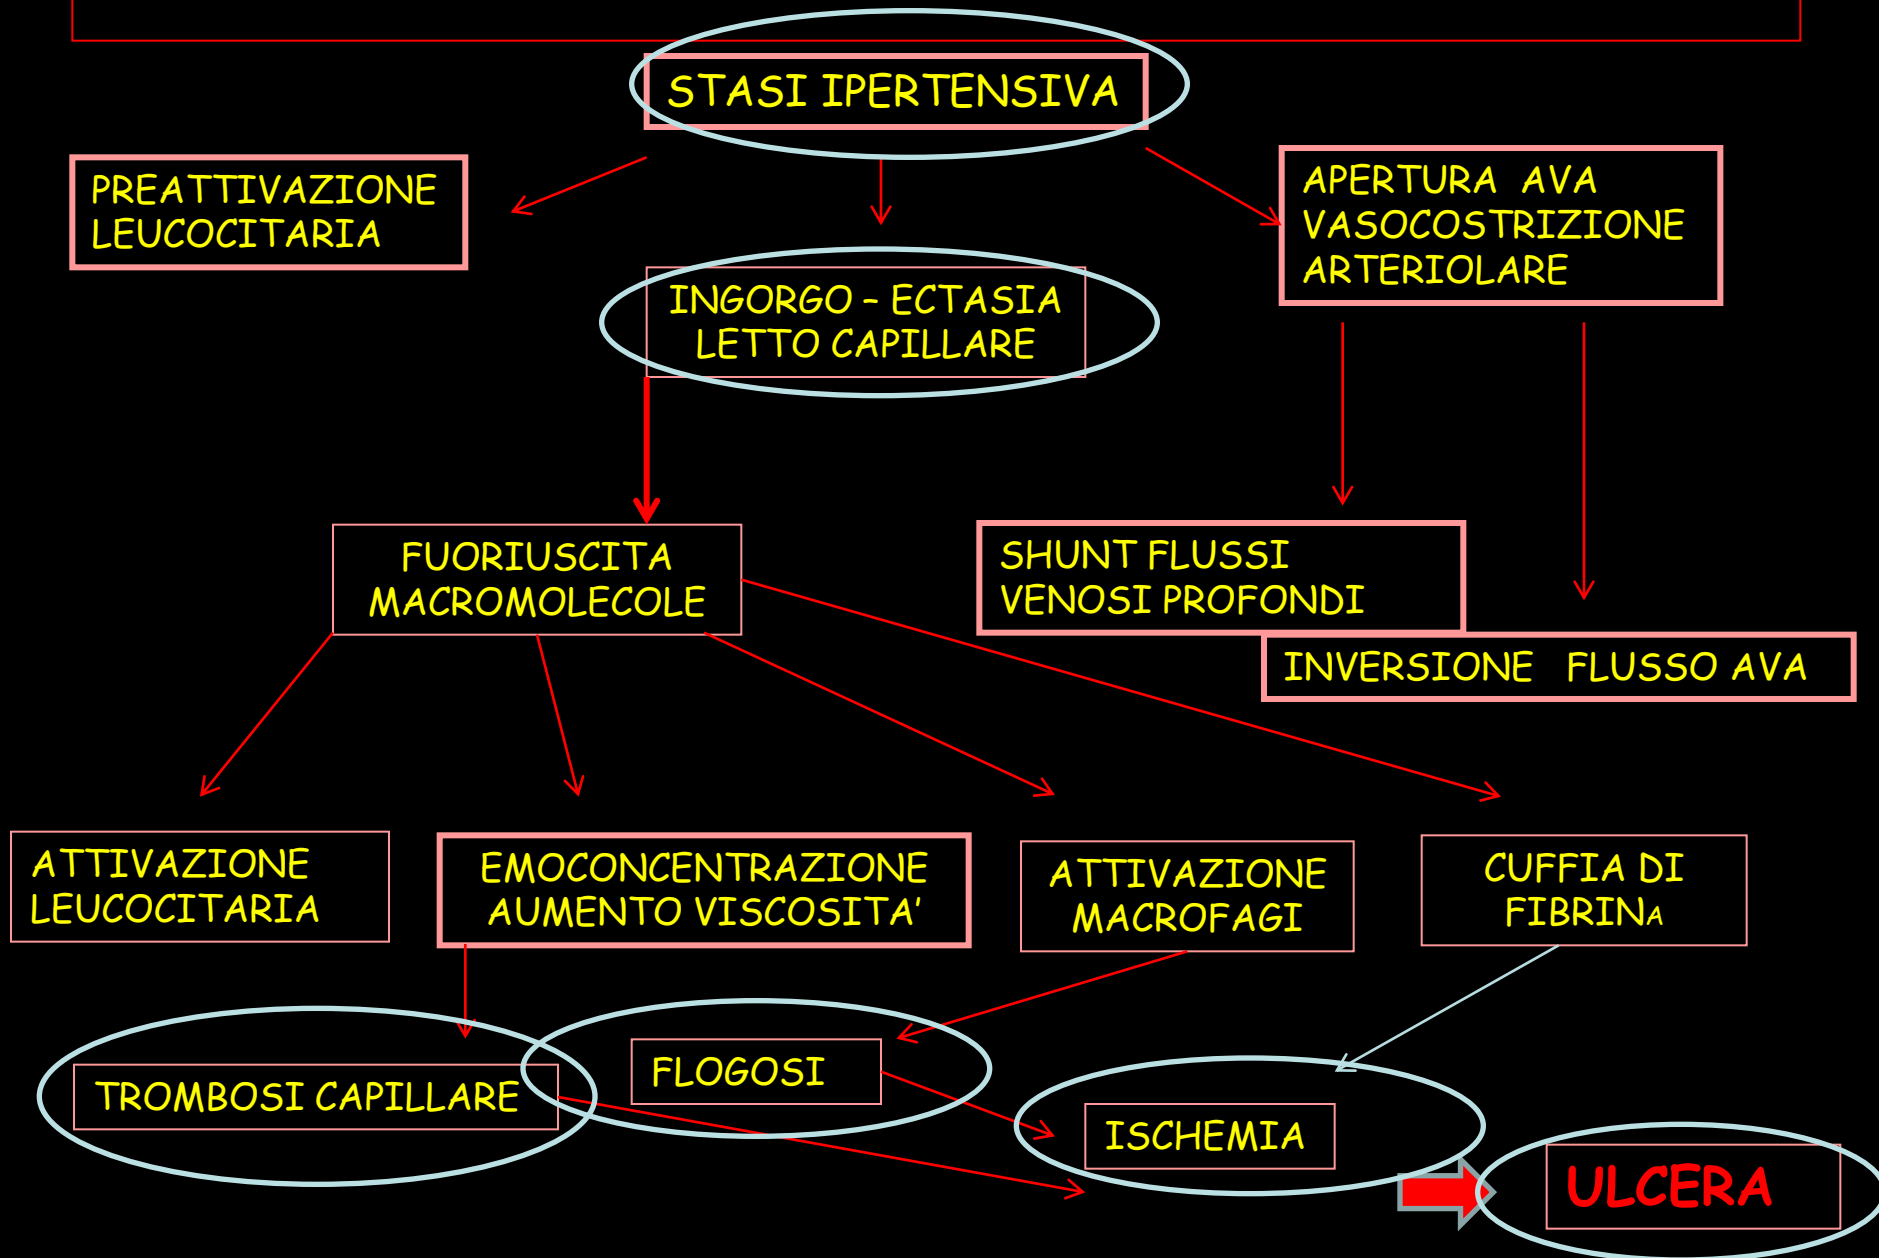 STASI IPERTENSIVA
PREATTIVAZIONE
LEUCOCITARIA
APERTURA AVA
VASOCOSTRIZIONE
ARTERIOLARE
INGORGO – ECTASIA
LETTO CAPILLARE
FUORIUSCITA
MACROMOLECOLE
SHUNT FLUSSI
VENOSI PROFONDI
INVERSIONE FLUSSO AVA
ATTIVAZIONE
LEUCOCITARIA
EMOCONCENTRAZIONE
AUMENTO VISCOSITA’
ATTIVAZIONE
MACROFAGI
CUFFIA DI
FIBRINA
TROMBOSI CAPILLARE
FLOGOSI
ISCHEMIA
ULCERA